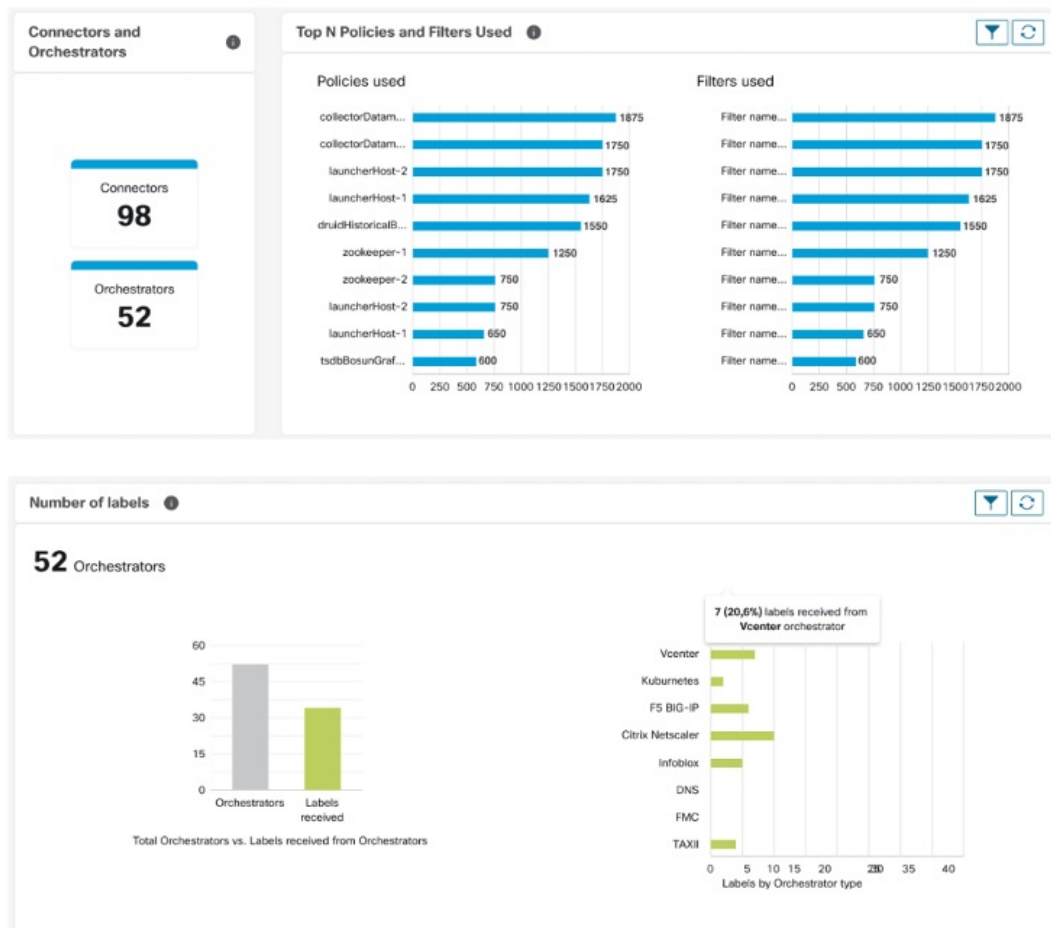 Connectors and
Orchestrators
Connectors
98
Orchestrators
52
Top N Policies and Filters Used
Policies used
collectorDatam... 1875
collectorDatam... 1750
launcherHost-2 1750
launcherHost-1 1625
druidHistoricalB... 1550
zookeeper-1 1250
zookeeper-2 750
launcherHost-2 750
launcherHost-1 650
tsdbBosunGraf... 600
0 250 500 750 1000 1250 1500 1750 2000
Filters used
Filter name... 1875
Filter name... 1750
Filter name... 1750
Filter name... 1625
Filter name... 1550
Filter name... 1250
Filter name... 750
Filter name... 750
Filter name... 650
Filter name... 600
0 250 500 750 1000 1250 1500 1750 2000
Number of labels
52 Orchestrators
60
45
30
15
0
Orchestrators Labels
received
Total Orchestrators vs. Labels received from Orchestrators
7 (20,6%) labels received from
Vcenter orchestrator
Vcenter
Kuburnetes
F5 BIG-IP
Citrix Netscaler
Infoblox
DNS
FMC
TAXII
0 5 10 15 20 25 30 35 40
Labels by Orchestrator type